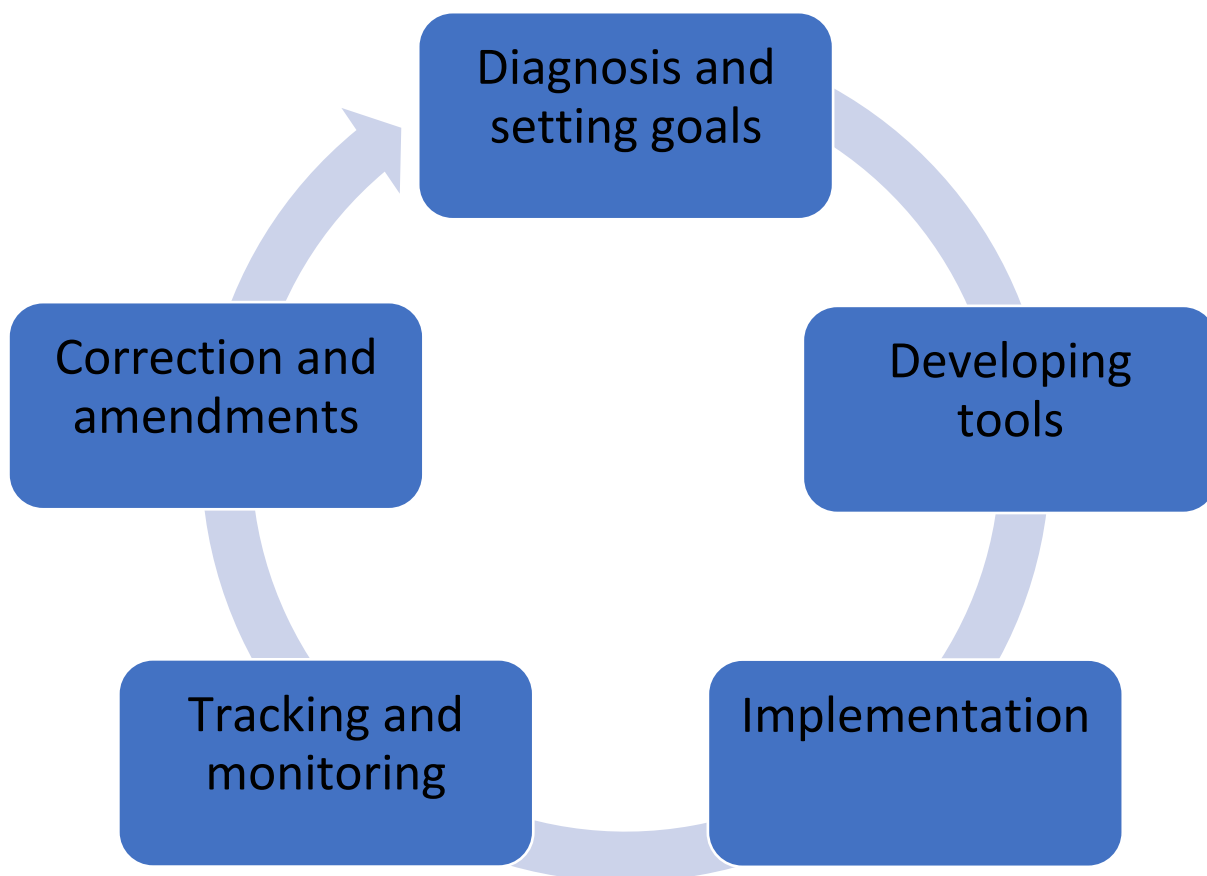 Diagnosis and
setting goals
Developing
tools
Implementation
Tracking and
monitoring
Correction and
amendments